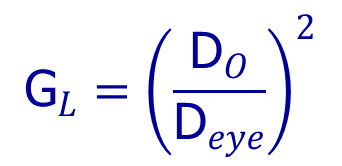 G_L = (D_O / D_eye)^2